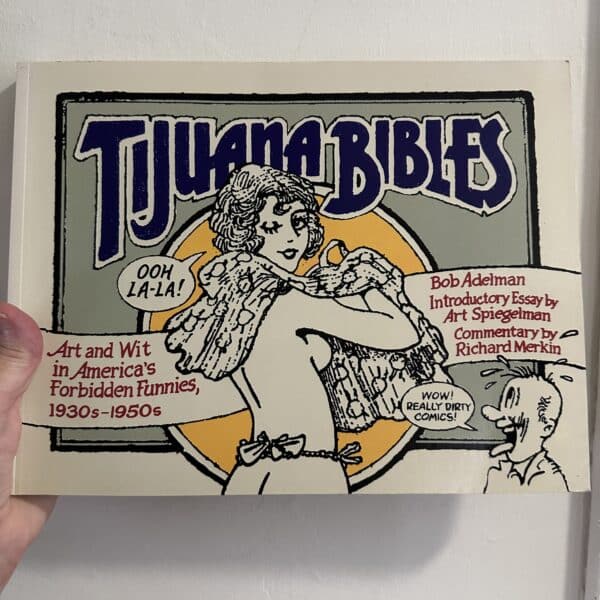 TIJUANA BIBLES
OOH
LA-LA!
Art and Wit
in America's
Forbidden Funnies,
1930s–1950s
Bob Adelman
Introductory Essay by
Art Spiegelman
Commentary by
Richard Merkin
WOW!
REALLY DIRTY
COMICS!